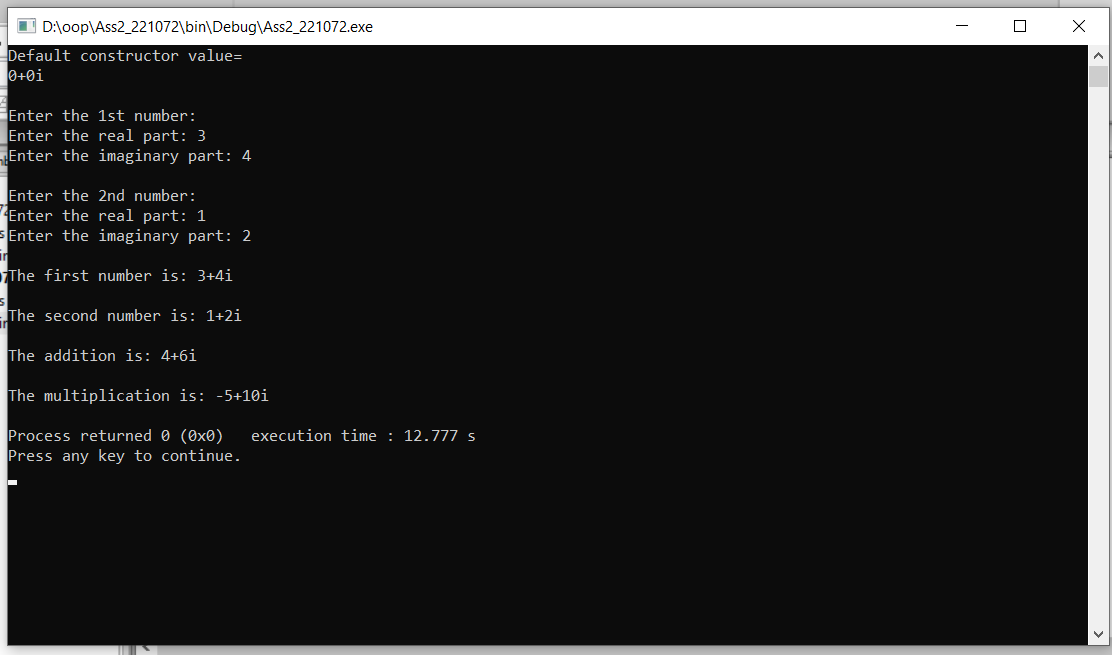 D:\oop\Ass2_221072\bin\Debug\Ass2_221072.exe
Default constructor value=
0+0i
Enter the 1st number:
Enter the real part: 3
Enter the imaginary part: 4
Enter the 2nd number:
Enter the real part: 1
Enter the imaginary part: 2
The first number is: 3+4i
The second number is: 1+2i
The addition is: 4+6i
The multiplication is: -5+10i
Process returned 0 (0x0)   execution time : 12.777 s
Press any key to continue.